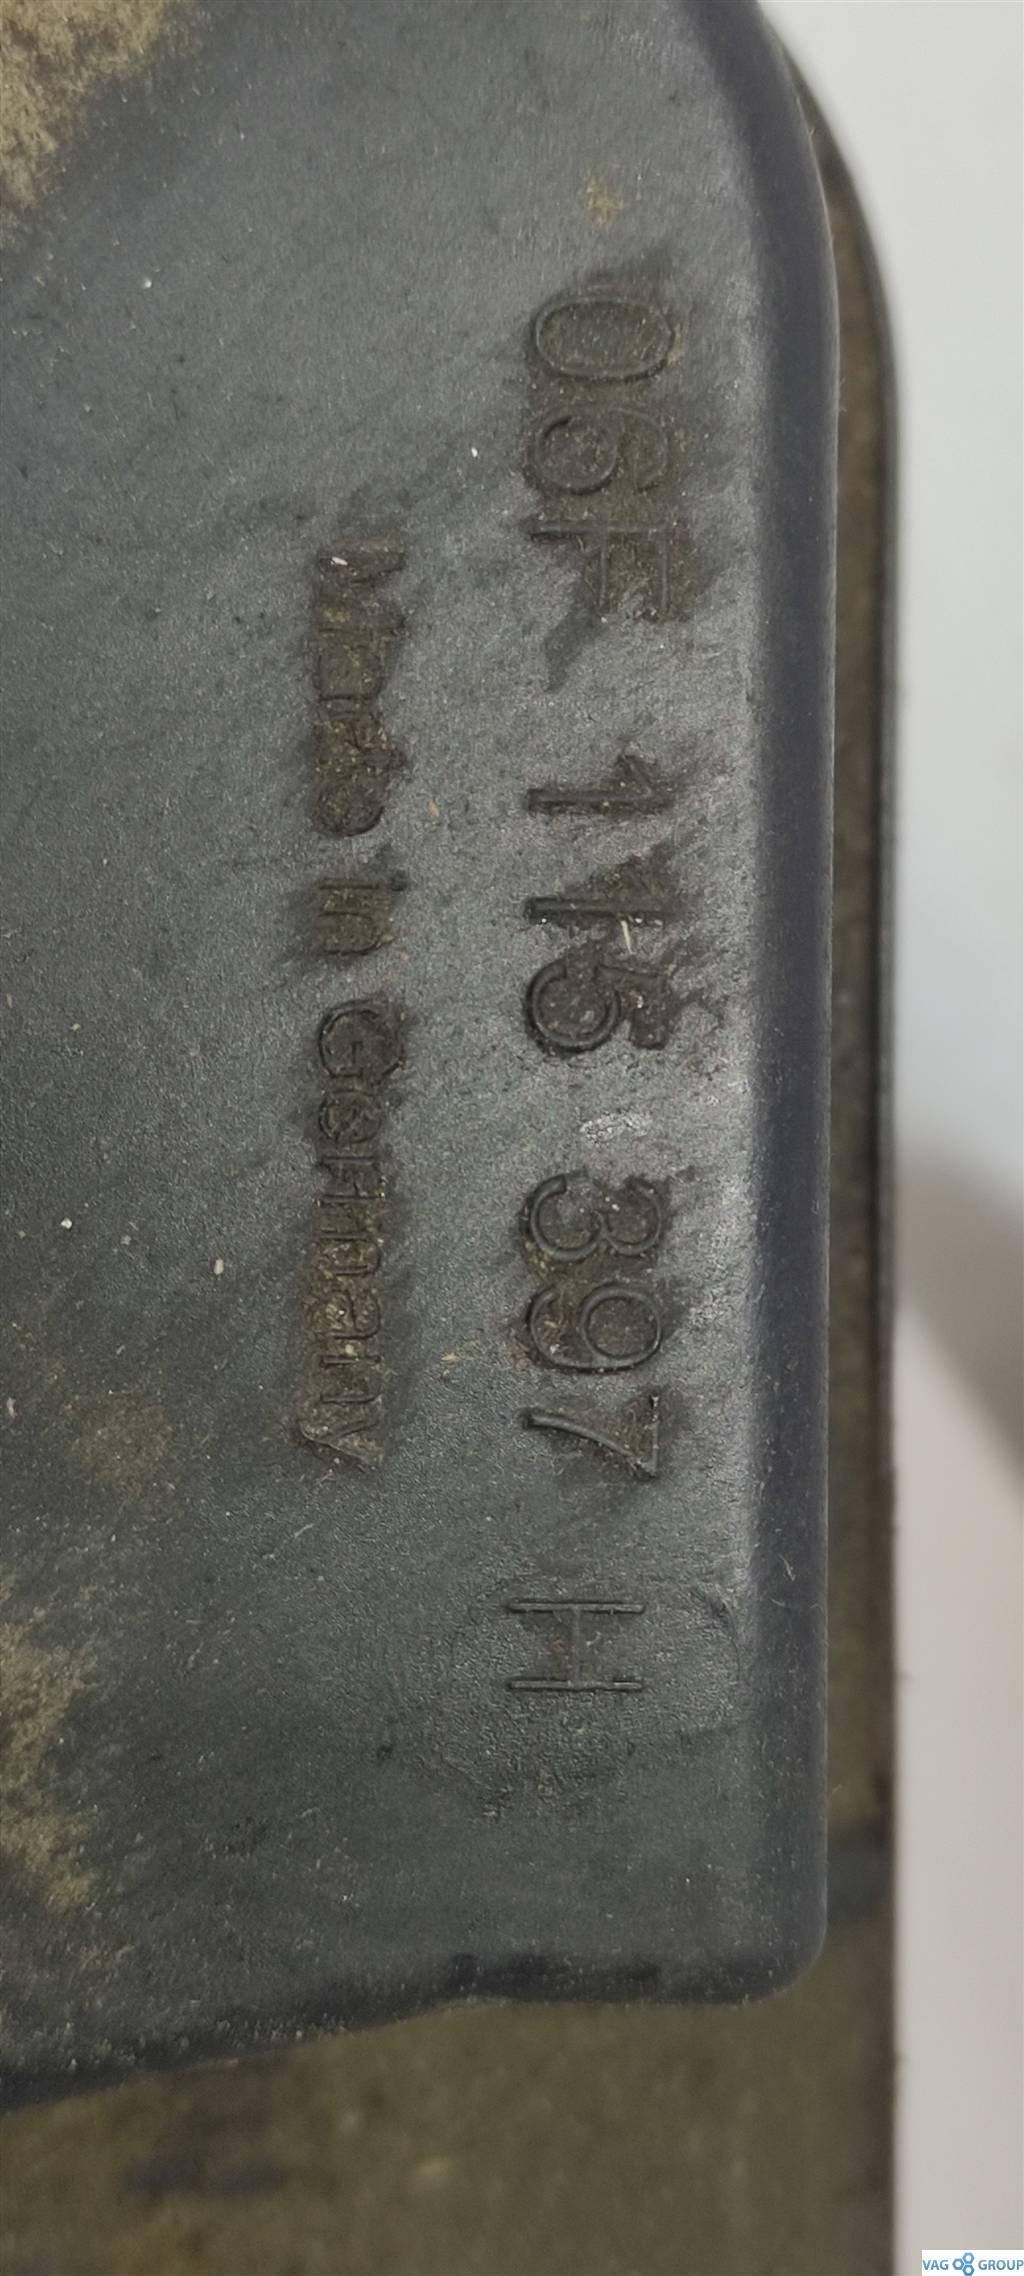 06F 115 397 H
Made in Germany
VAG GROUP